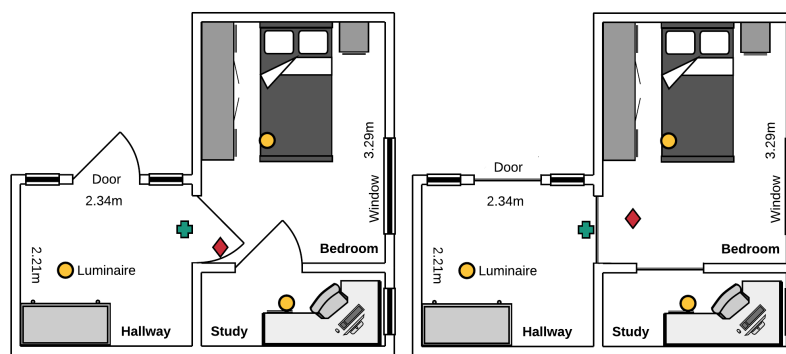 Door
2.34m
3.29m
Window
2.21m
Luminaire
Bedroom
Hallway
Study
Door
2.34m
3.29m
Window
2.21m
Luminaire
Bedroom
Hallway
Study